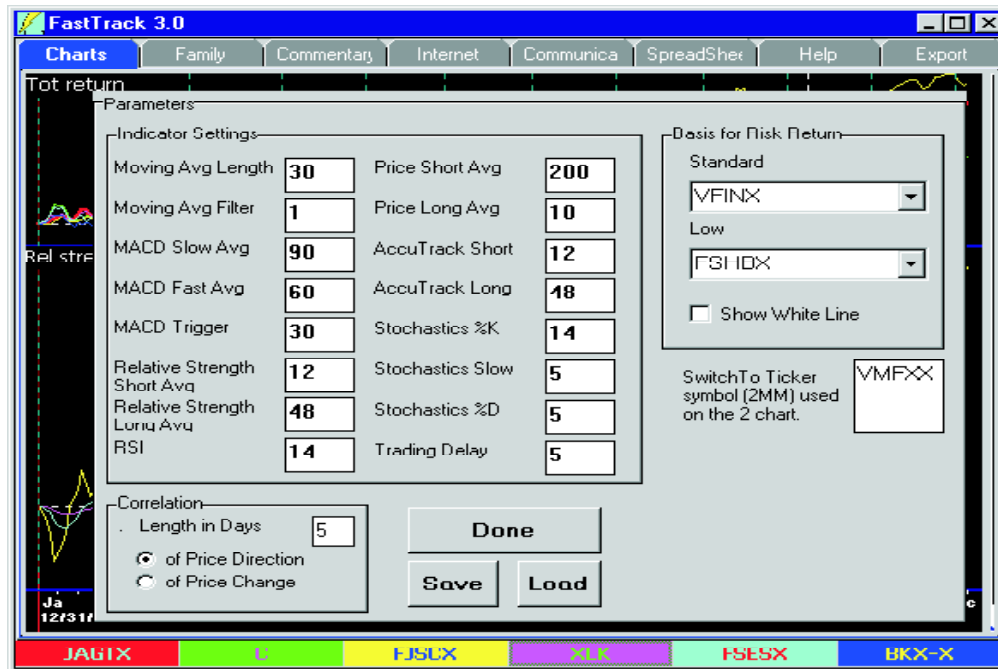 FastTrack 3.0
Charts
Family
Commentary
Internet
Communica
SpreadShee
Help
Export
Tot return
Parameters
Indicator Settings
Moving Avg Length 30
Moving Avg Filter 1
MACD Slow Avg 90
MACD Fast Avg 60
MACD Trigger 30
Relative Strength
Short Avg 12
Relative Strength
Long Avg 48
RSI 14
Price Short Avg 200
Price Long Avg 10
AccuTrack Short 12
AccuTrack Long 48
Stochastics %K 14
Stochastics Slow 5
Stochastics %D 5
Trading Delay 5
Basis for Risk Return
Standard
VFINX
Low
FSHBX
Show White Line
SwitchTo Ticker
symbol (2MM) used
on the 2 chart.
VMFXX
Rel stre
Correlation
. Length in Days 5
of Price Direction
of Price Change
Done
Save
Load
Ja
12/31/
c
JAGTX
FJSCX
XLK
FSESX
BKX-X